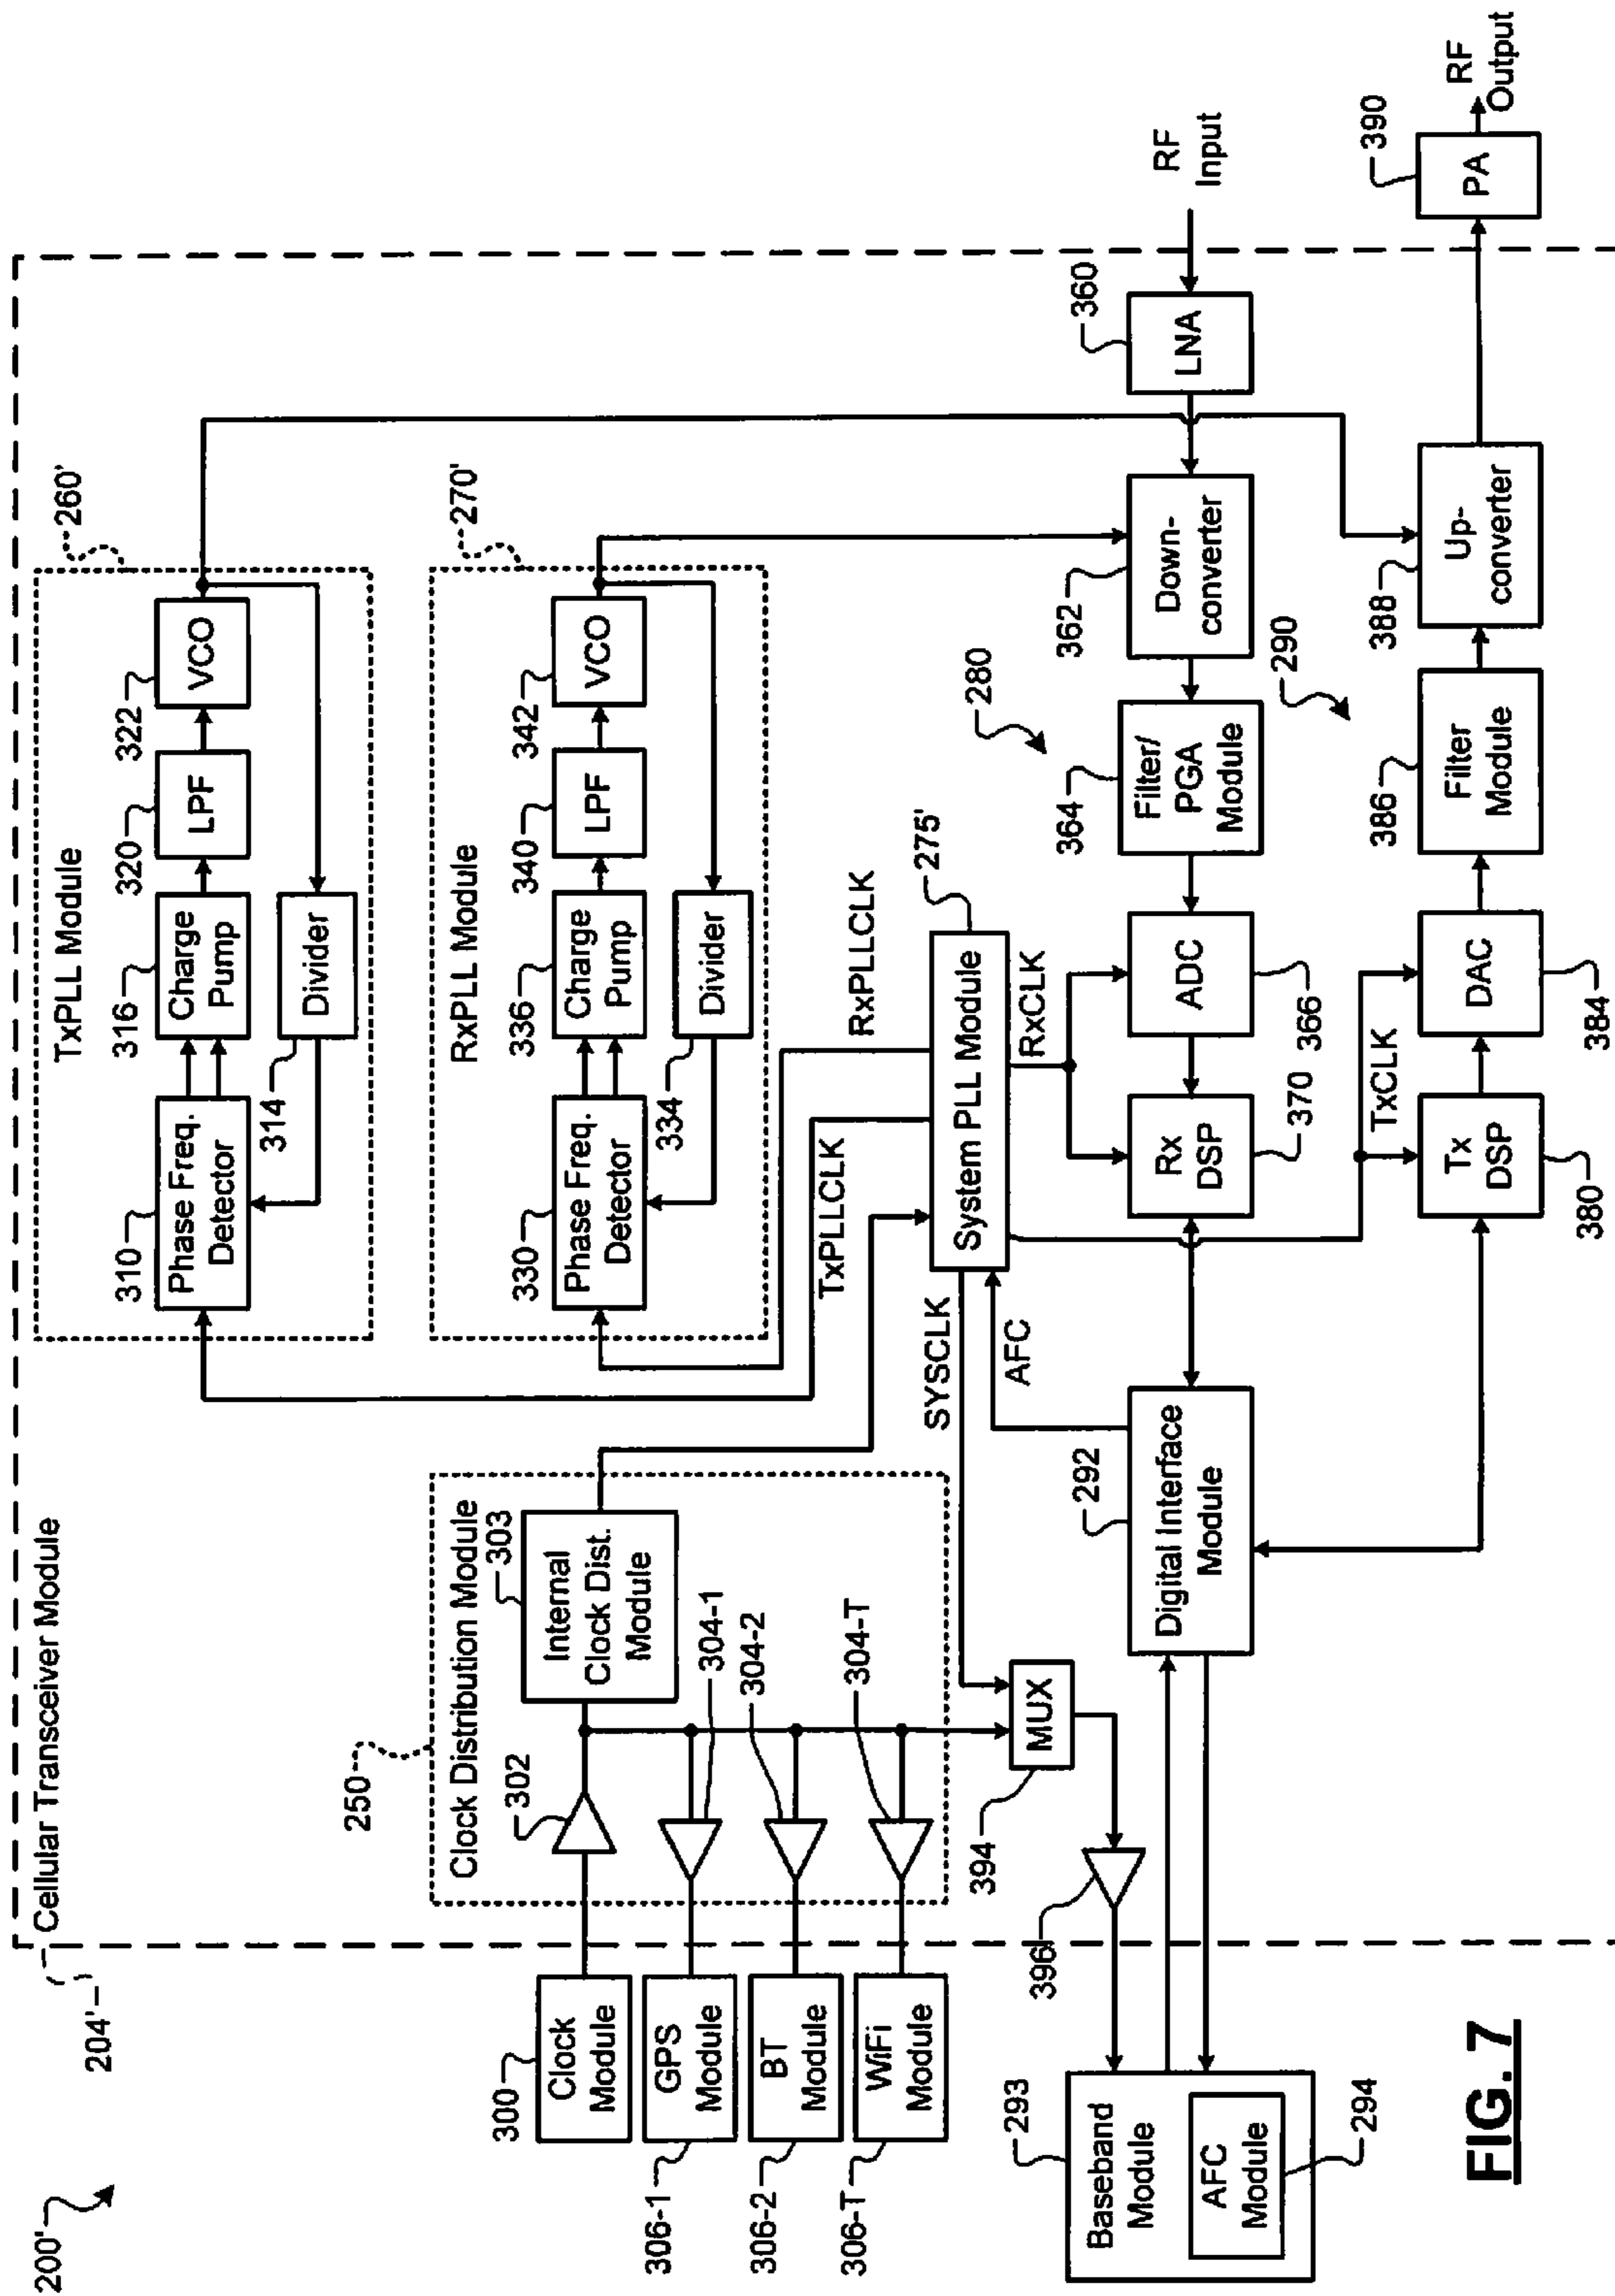 200'
204'
Cellular Transceiver Module
TxPLL Module
260'
310
Phase Freq.
Detector
316
Charge
Pump
320
LPF
322
VCO
314
Divider
RxPLL Module
270'
330
Phase Freq.
Detector
336
Charge
Pump
340
LPF
342
VCO
334
Divider
250
Clock Distribution Module
302
303
Internal
Clock Dist.
Module
304-1
304-2
304-T
300
Clock
Module
306-1
GPS
Module
306-2
BT
Module
306-T
WiFi
Module
TxPLLCLK
RxPLLCLK
275'
System PLL Module
SYSCLK
AFC
RxCLK
TxCLK
MUX
394
396
293
Baseband
Module
AFC
Module
294
292
Digital Interface
Module
280
Rx
DSP
370
ADC
366
364
Filter/
PGA
Module
362
Down-
converter
360
LNA
RF
Input
290
Tx
DSP
380
DAC
384
386
Filter
Module
388
Up-
converter
390
PA
RF
Output
FIG. 7